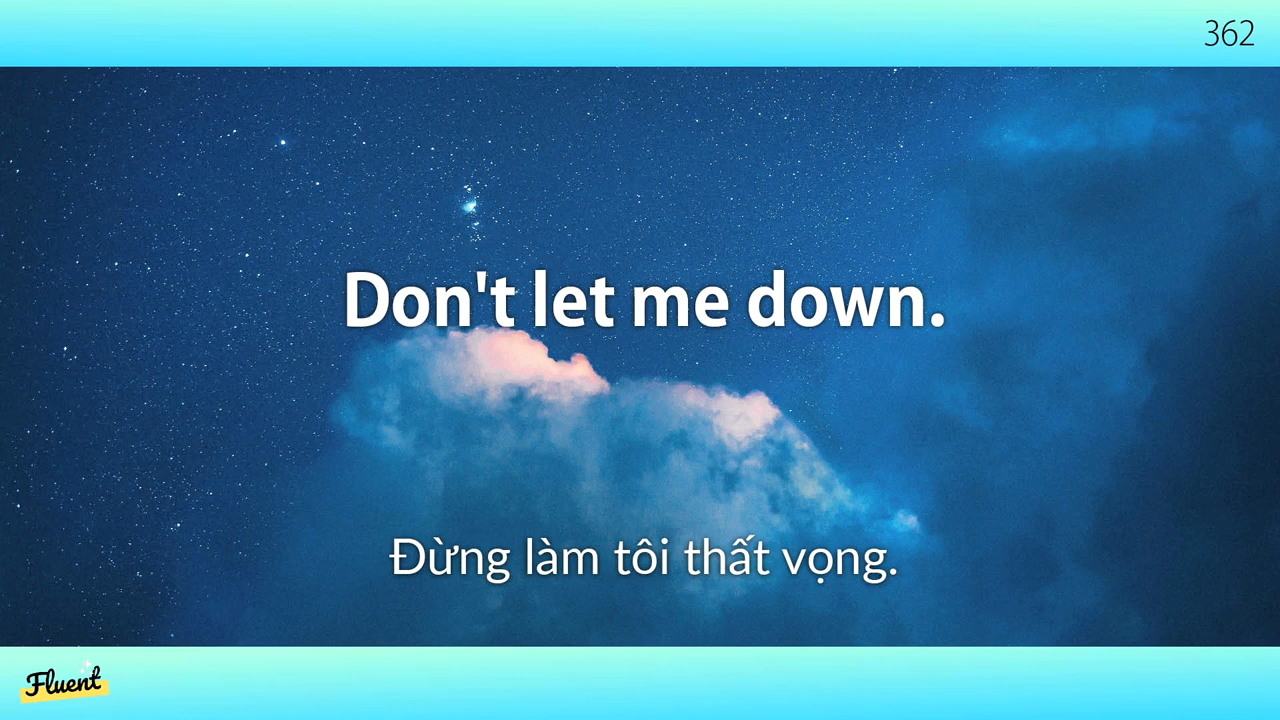 362
Don't let me down.
Đừng làm tôi thất vọng.
Fluent